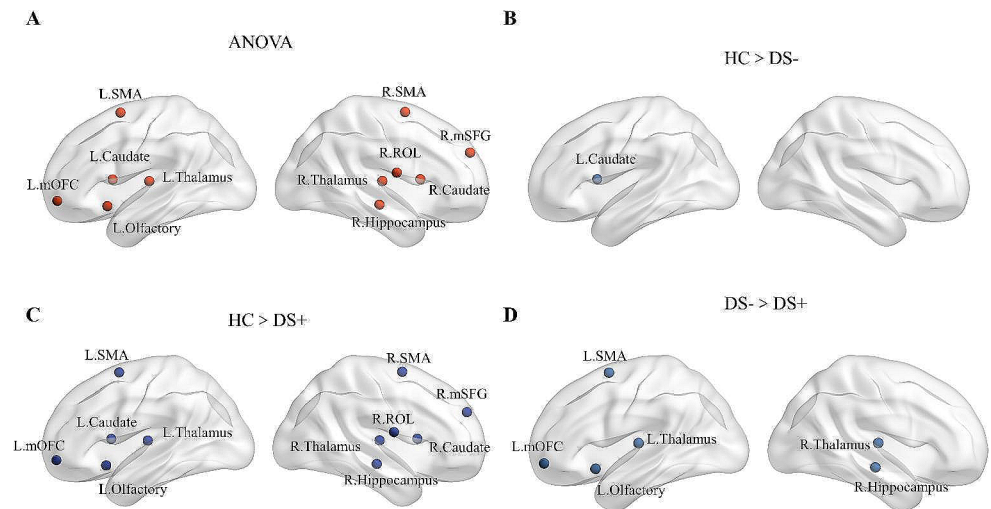 A
ANOVA
L.SMA
L.Caudate
L.mOFC
L.Thalamus
L.Olfactory
R.SMA
R.mSFG
R.ROL
R.Thalamus
R.Caudate
R.Hippocampus
B
HC > DS-
L.Caudate
C
HC > DS+
L.SMA
L.Caudate
L.mOFC
L.Thalamus
L.Olfactory
R.SMA
R.mSFG
R.ROL
R.Thalamus
R.Caudate
R.Hippocampus
D
DS- > DS+
L.SMA
L.mOFC
L.Thalamus
L.Olfactory
R.Thalamus
R.Hippocampus